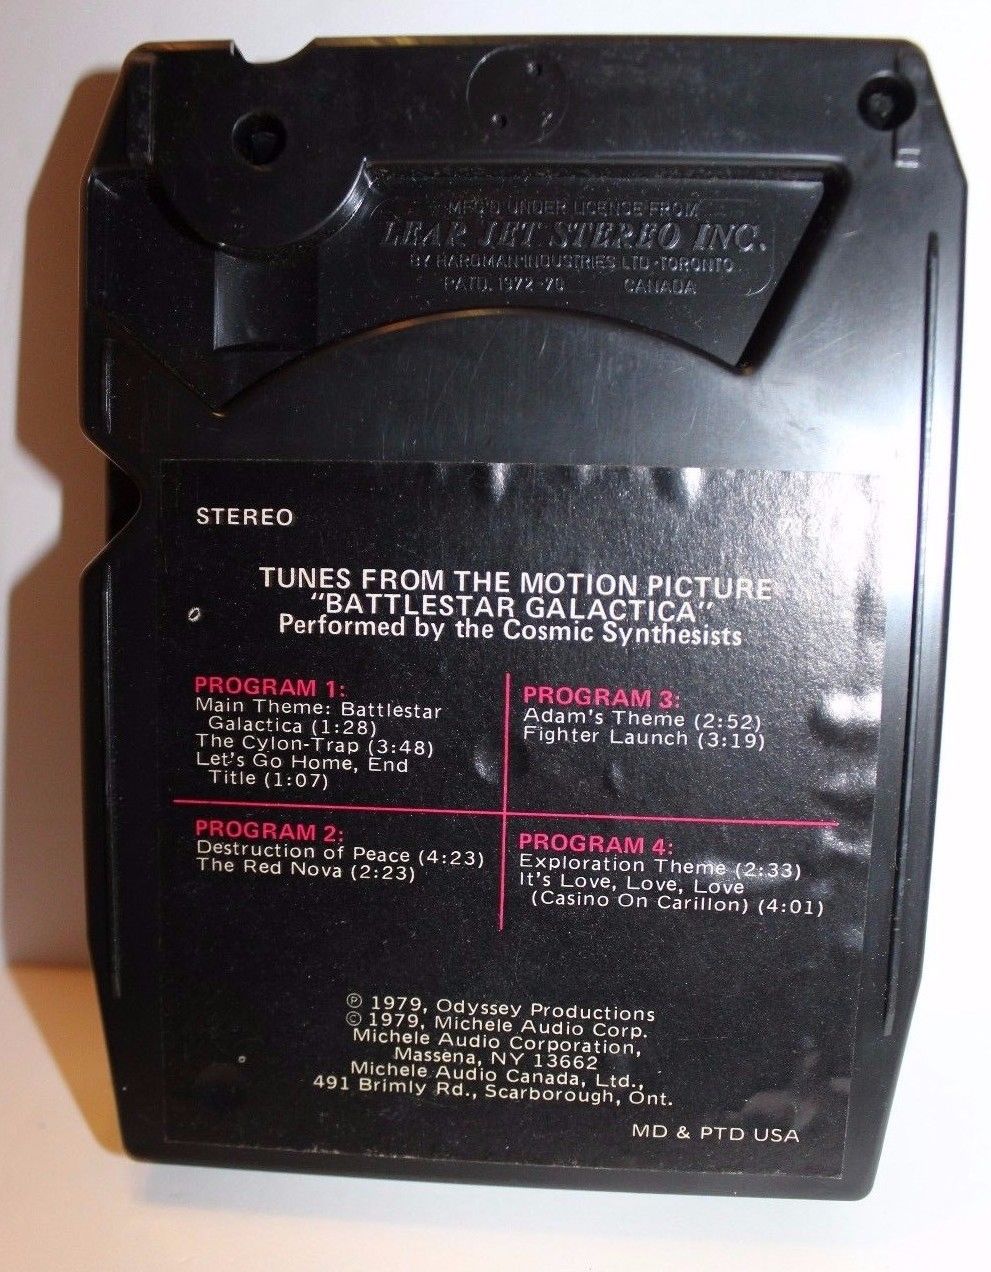 MF'G'D UNDER LICENCE FROM
LEAR JET STEREO INC.
BY HARDMAN INDUSTRIES LTD · TORONTO
PATD. 1972-70 CANADA
STEREO
TUNES FROM THE MOTION PICTURE
"BATTLESTAR GALACTICA"
Performed by the Cosmic Synthesists
PROGRAM 1:
Main Theme: Battlestar
Galactica (1:28)
The Cylon-Trap (3:48)
Let's Go Home, End
Title (1:07)
PROGRAM 2:
Destruction of Peace (4:23)
The Red Nova (2:23)
PROGRAM 3:
Adam's Theme (2:52)
Fighter Launch (3:19)
PROGRAM 4:
Exploration Theme (2:33)
It's Love, Love, Love
(Casino On Carillon) (4:01)
℗ 1979, Odyssey Productions
© 1979, Michele Audio Corp.
Michele Audio Corporation,
Massena, NY 13662
Michele Audio Canada, Ltd.,
491 Brimly Rd., Scarborough, Ont.
MD & PTD USA